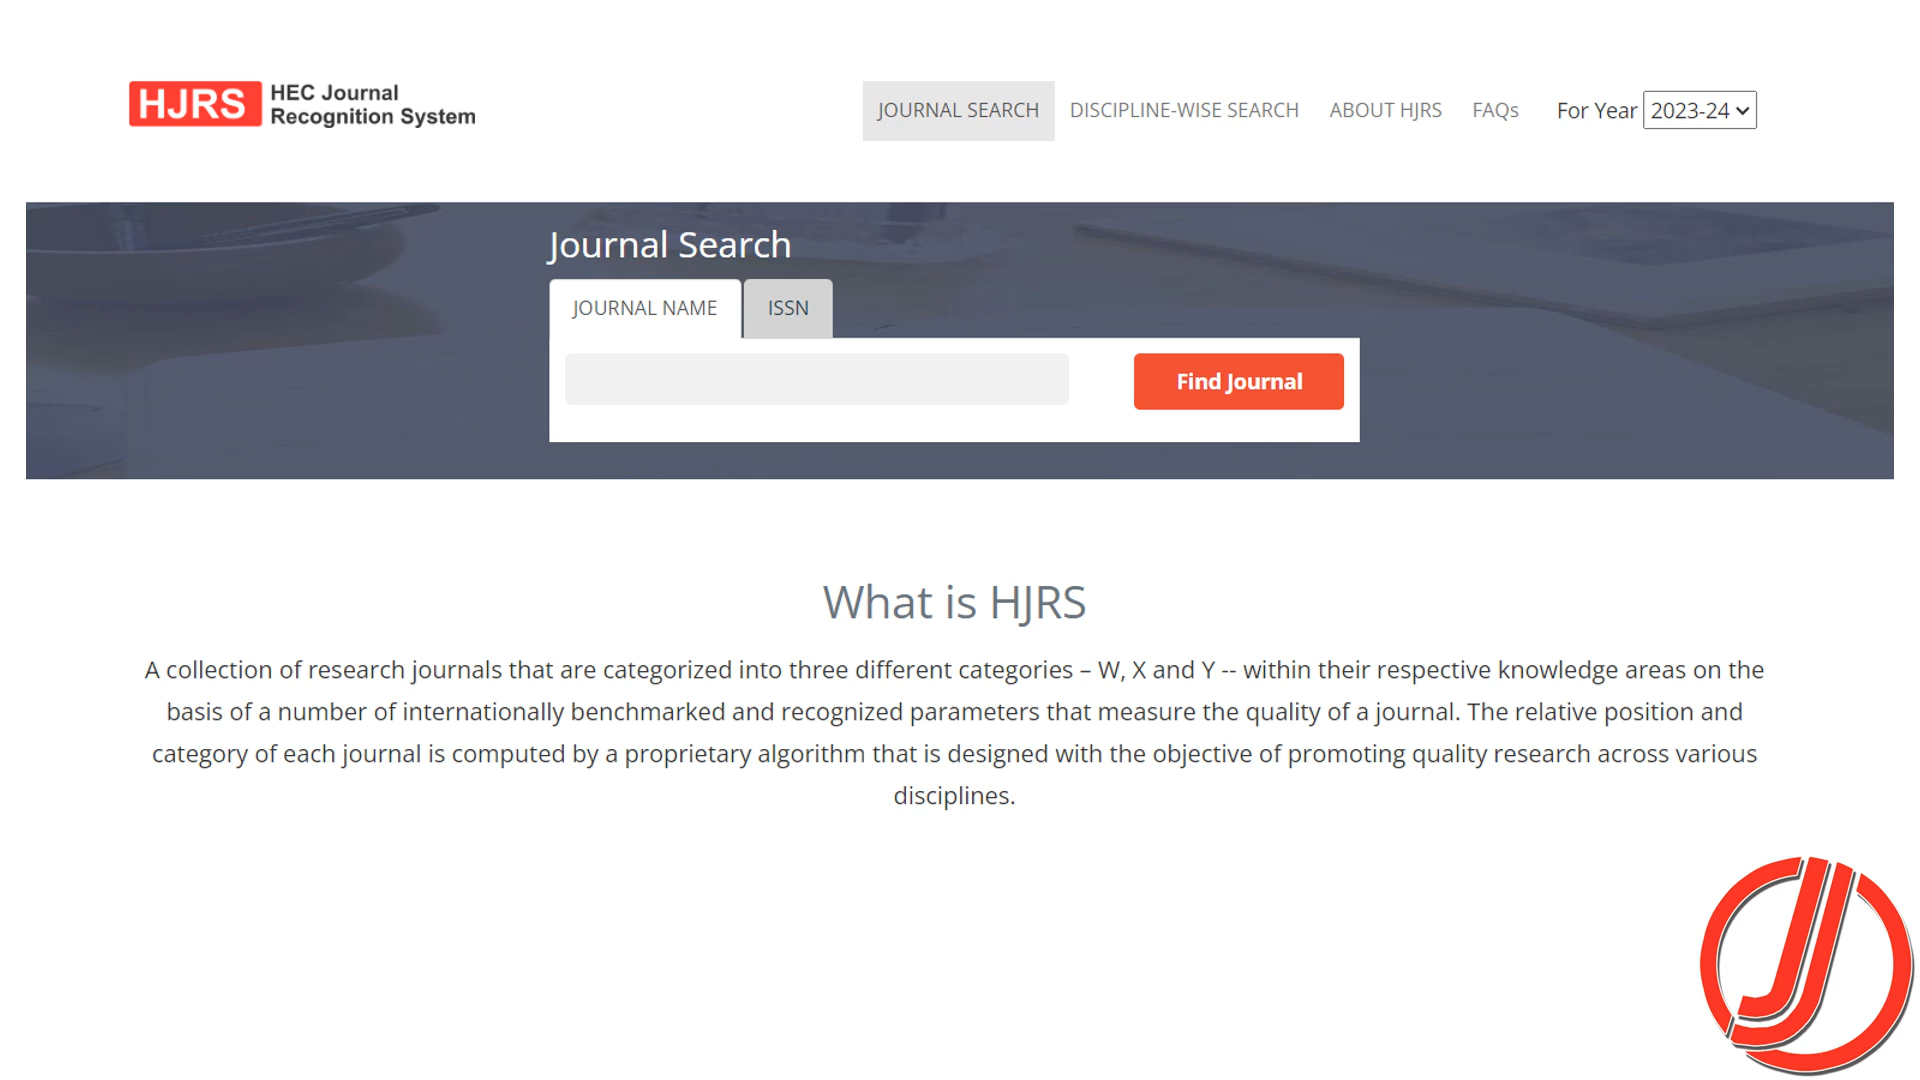 HJRS HEC Journal
Recognition System
JOURNAL SEARCH DISCIPLINE-WISE SEARCH ABOUT HJRS FAQs For Year 2023-24
Journal Search
JOURNAL NAME ISSN
Find Journal
What is HJRS
A collection of research journals that are categorized into three different categories – W, X and Y -- within their respective knowledge areas on the
basis of a number of internationally benchmarked and recognized parameters that measure the quality of a journal. The relative position and
category of each journal is computed by a proprietary algorithm that is designed with the objective of promoting quality research across various
disciplines.